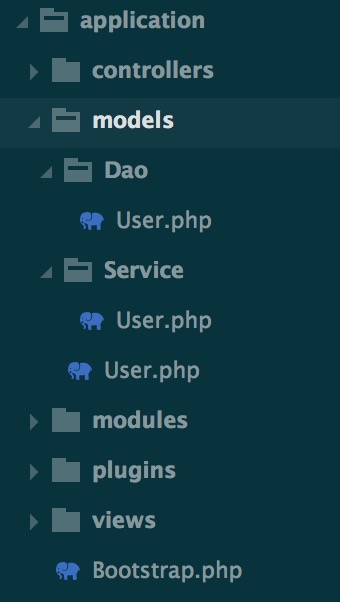 application
controllers
models
Dao
User.php
Service
User.php
User.php
modules
plugins
views
Bootstrap.php